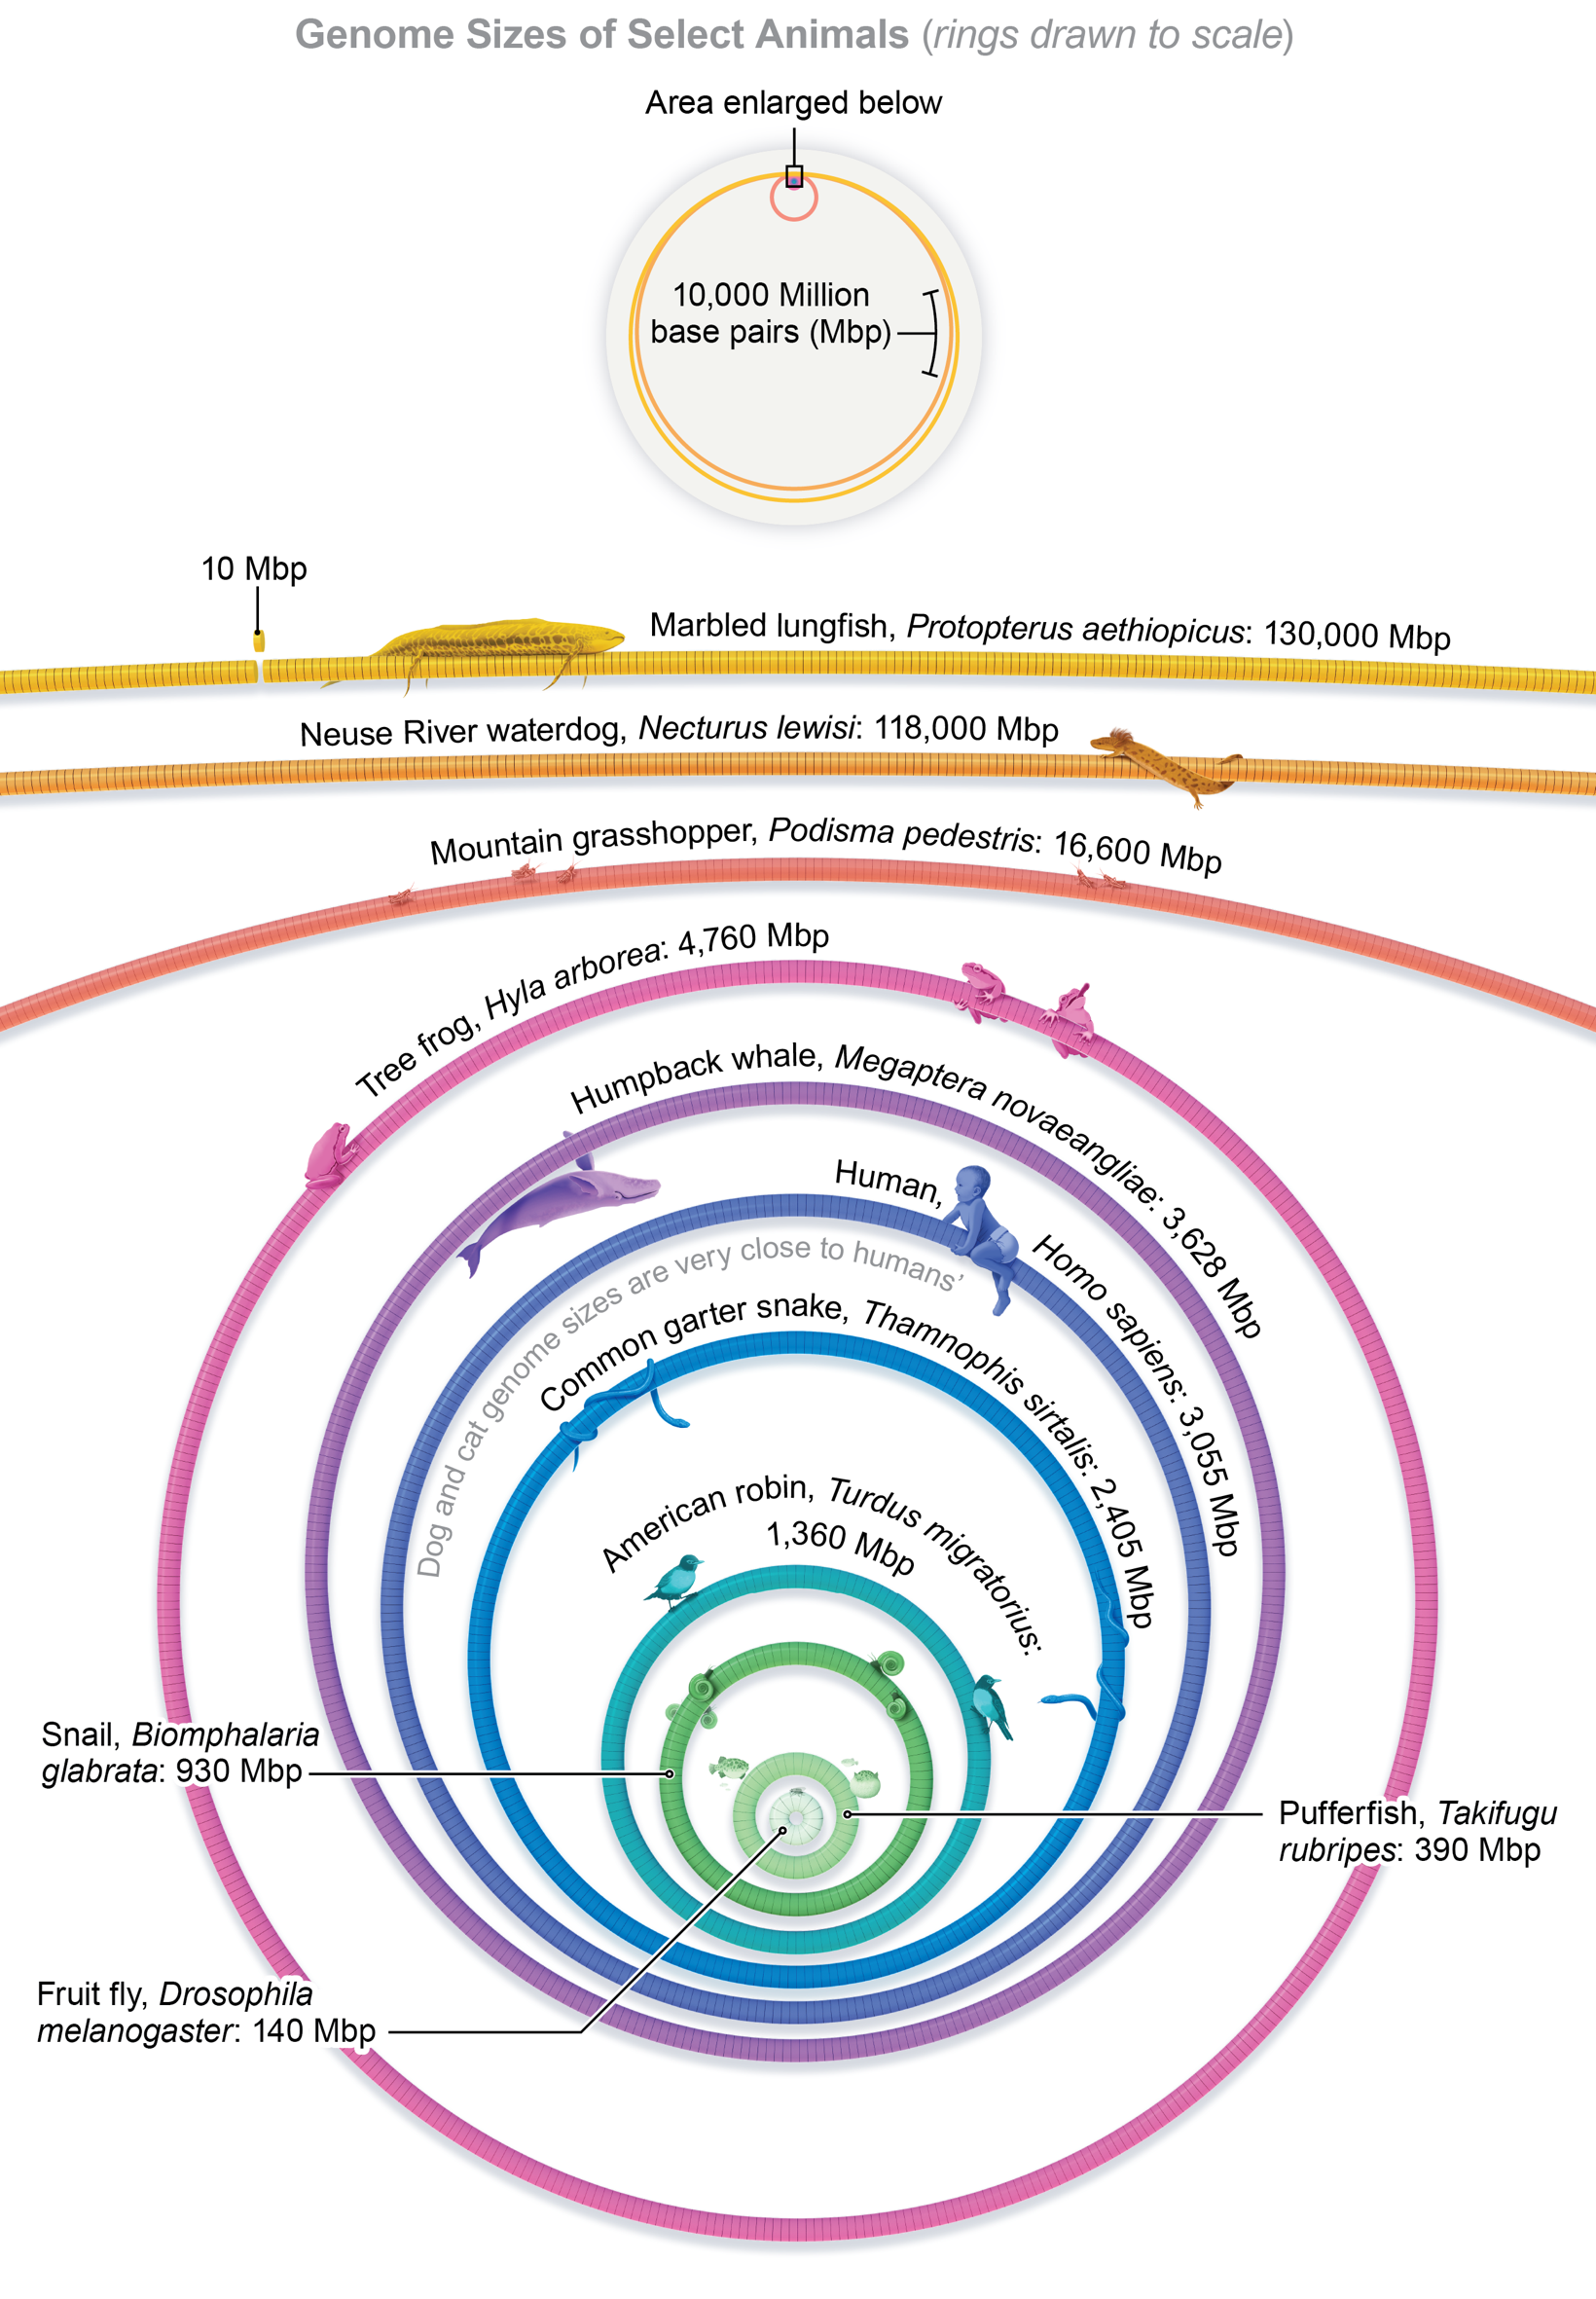 Genome Sizes of Select Animals (rings drawn to scale)
Area enlarged below
10,000 Million
base pairs (Mbp)
10 Mbp
Marbled lungfish, Protopterus aethiopicus: 130,000 Mbp
Neuse River waterdog, Necturus lewisi: 118,000 Mbp
Mountain grasshopper, Podisma pedestris: 16,600 Mbp
Tree frog, Hyla arborea: 4,760 Mbp
Humpback whale, Megaptera novaeangliae: 3,628 Mbp
Human, Homo sapiens: 3,055 Mbp
Dog and cat genome sizes are very close to humans’
Common garter snake, Thamnophis sirtalis: 2,405 Mbp
American robin, Turdus migratorius:
1,360 Mbp
Snail, Biomphalaria
glabrata: 930 Mbp
Pufferfish, Takifugu
rubripes: 390 Mbp
Fruit fly, Drosophila
melanogaster: 140 Mbp